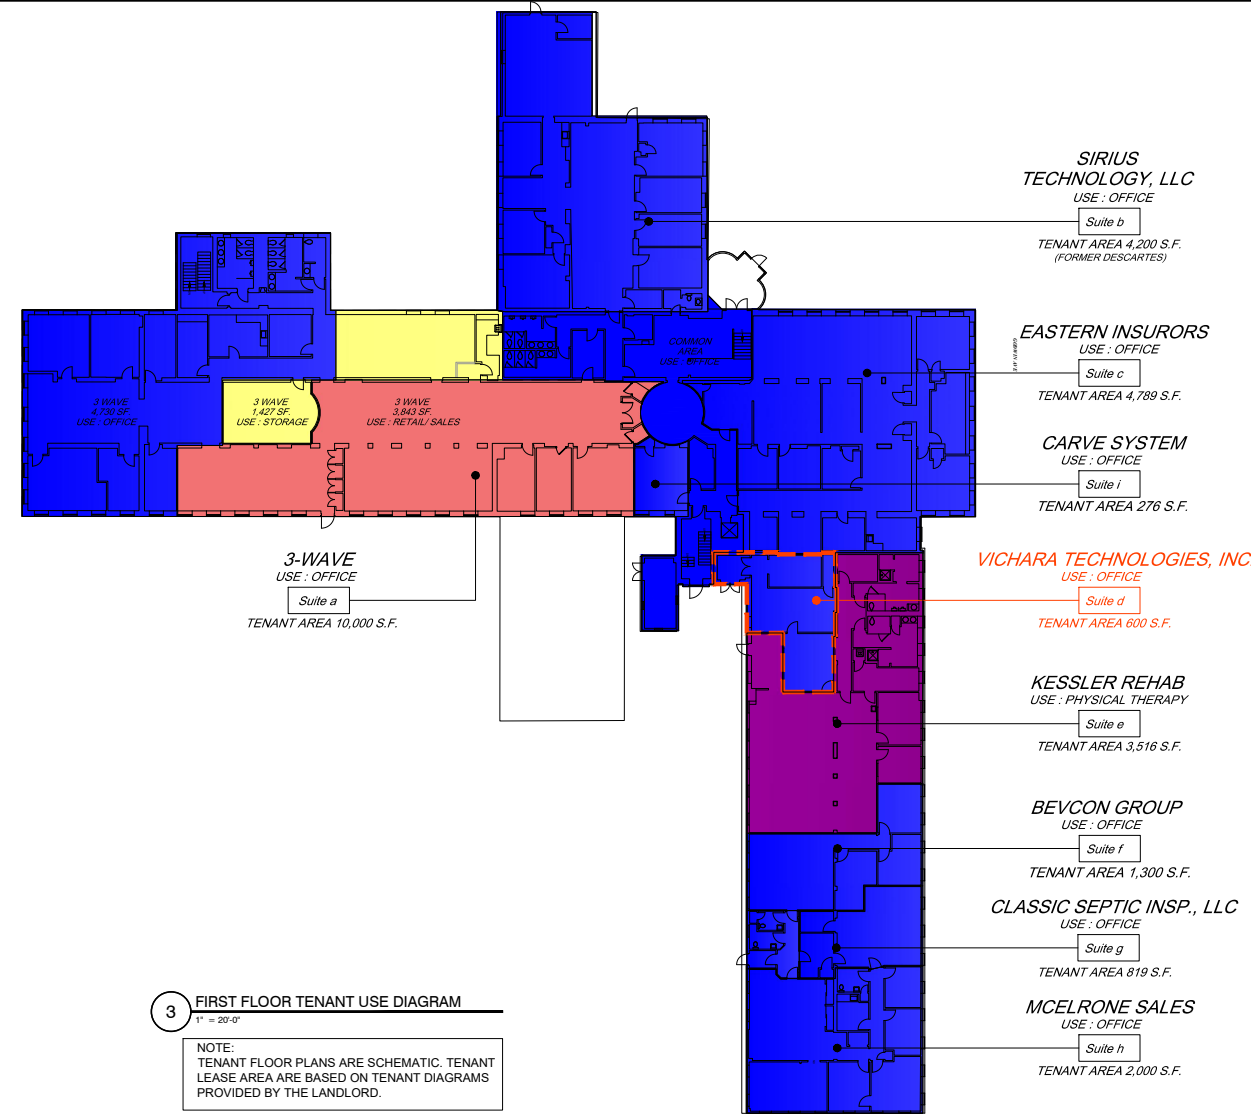 SIRIUS
TECHNOLOGY, LLC
USE : OFFICE
Suite b
TENANT AREA 4,200 S.F.
(FORMER DESCARTES)
COMMON
AREA
USE : OFFICE
EASTERN INSURORS
USE : OFFICE
Suite c
TENANT AREA 4,789 S.F.
3 WAVE
4,730 SF.
USE : OFFICE
3 WAVE
1,427 SF.
USE : STORAGE
3 WAVE
3,843 SF.
USE : RETAIL/ SALES
CARVE SYSTEM
USE : OFFICE
Suite i
TENANT AREA 276 S.F.
3-WAVE
USE : OFFICE
Suite a
TENANT AREA 10,000 S.F.
VICHARA TECHNOLOGIES, INC.
USE : OFFICE
Suite d
TENANT AREA 600 S.F.
KESSLER REHAB
USE : PHYSICAL THERAPY
Suite e
TENANT AREA 3,516 S.F.
BEVCON GROUP
USE : OFFICE
Suite f
TENANT AREA 1,300 S.F.
CLASSIC SEPTIC INSP., LLC
USE : OFFICE
Suite g
TENANT AREA 819 S.F.
MCELRONE SALES
USE : OFFICE
Suite h
TENANT AREA 2,000 S.F.
3 FIRST FLOOR TENANT USE DIAGRAM
1" = 20'-0"
NOTE:
TENANT FLOOR PLANS ARE SCHEMATIC. TENANT
LEASE AREA ARE BASED ON TENANT DIAGRAMS
PROVIDED BY THE LANDLORD.